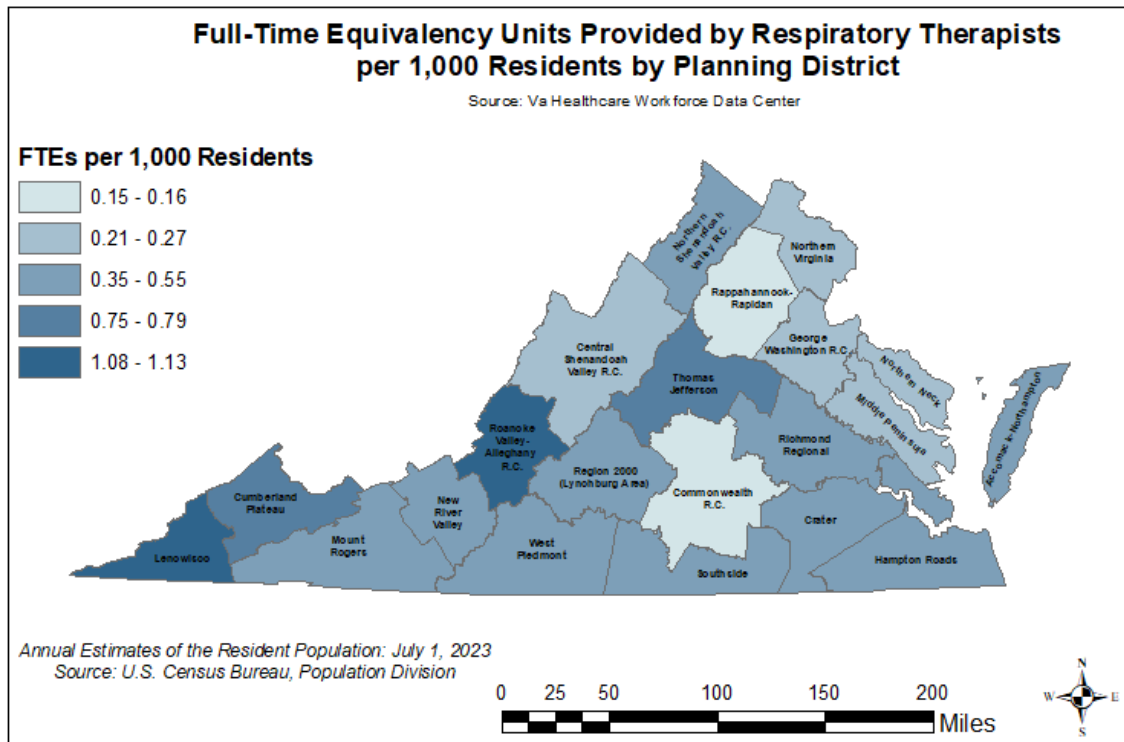 Full-Time Equivalency Units Provided by Respiratory Therapists
per 1,000 Residents by Planning District
Source: Va Healthcare Workforce Data Center
FTEs per 1,000 Residents
0.15 - 0.16
0.21 - 0.27
0.35 - 0.55
0.75 - 0.79
1.08 - 1.13
Northern
Shenandoah
Valley R.C.
Northern
Virginia
Rappahannock-
Rapidan
George
Washington R.C.
Central
Shenandoah
Valley R.C.
Northern Neck
Thomas
Jefferson
Middle Peninsura
Accomack-Northampton
Roanoke
Valley-
Alleghany
R.C.
Richmond
Regional
Region 2000
(Lynchburg Area)
Commonwealth
R.C.
Cumberland
Plateau
New
River
Valley
Crater
Mount
Rogers
West
Piedmont
Lenowisco
Southside
Hampton Roads
Annual Estimates of the Resident Population: July 1, 2023
Source: U.S. Census Bureau, Population Division
0 25 50 100 150 200
Miles
N
W E
S